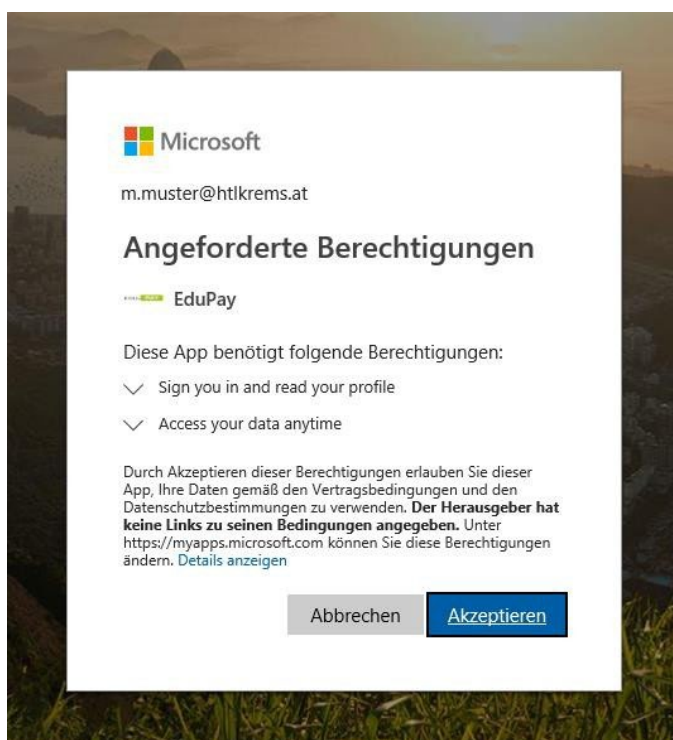 Microsoft
m.muster@htlkrems.at
Angeforderte Berechtigungen
EduPay
Diese App benötigt folgende Berechtigungen:
Sign you in and read your profile
Access your data anytime
Durch Akzeptieren dieser Berechtigungen erlauben Sie dieser
App, Ihre Daten gemäß den Vertragsbedingungen und den
Datenschutzbestimmungen zu verwenden. Der Herausgeber hat
keine Links zu seinen Bedingungen angegeben. Unter
https://myapps.microsoft.com können Sie diese Berechtigungen
ändern. Details anzeigen
Abbrechen Akzeptieren